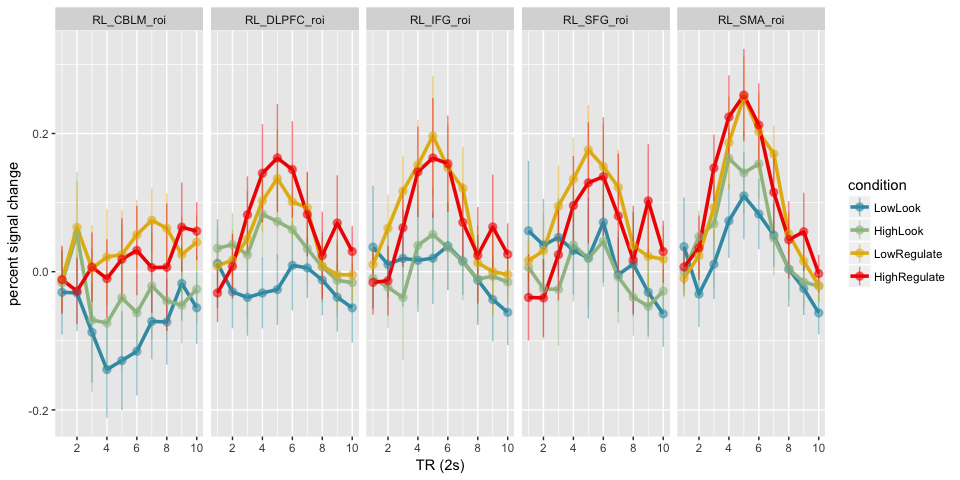 RL_CBLM_roi RL_DLPFC_roi RL_IFG_roi RL_SFG_roi RL_SMA_roi
percent signal change
0.2
0.0
-0.2
2 4 6 8 10 2 4 6 8 10 2 4 6 8 10 2 4 6 8 10 2 4 6 8 10
TR (2s)
condition
LowLook
HighLook
LowRegulate
HighRegulate